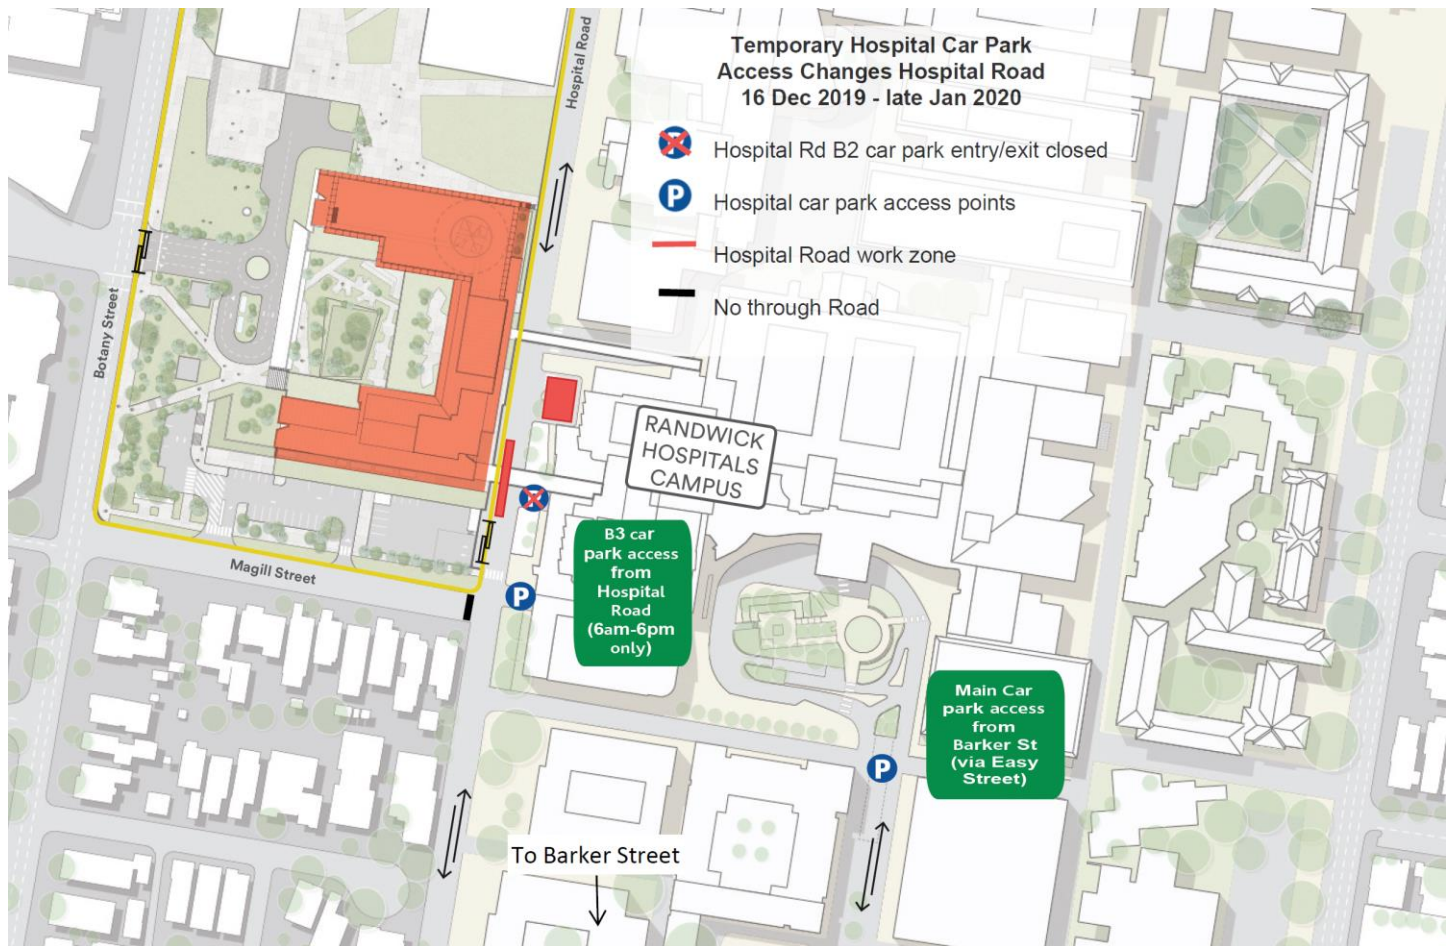 Temporary Hospital Car Park
Access Changes Hospital Road
16 Dec 2019 - late Jan 2020
Hospital Rd B2 car park entry/exit closed
P
Hospital car park access points
Hospital Road work zone
No through Road
Hospital Road
Botany Street
RANDWICK
HOSPITALS
CAMPUS
B3 car
park access
from
Hospital
Road
(6am-6pm
only)
Magill Street
P
Main Car
park access
from
Barker St
(via Easy
Street)
P
To Barker Street